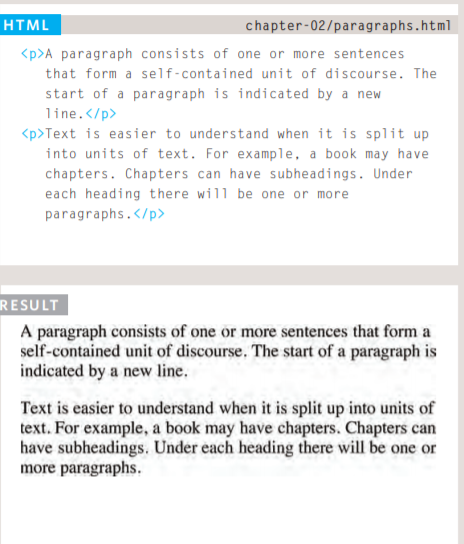 HTML chapter-02/paragraphs.html
<p>A paragraph consists of one or more sentences
that form a self-contained unit of discourse. The
start of a paragraph is indicated by a new
line.</p>
<p>Text is easier to understand when it is split up
into units of text. For example, a book may have
chapters. Chapters can have subheadings. Under
each heading there will be one or more
paragraphs.</p>
RESULT
A paragraph consists of one or more sentences that form a
self-contained unit of discourse. The start of a paragraph is
indicated by a new line.
Text is easier to understand when it is split up into units of
text. For example, a book may have chapters. Chapters can
have subheadings. Under each heading there will be one or
more paragraphs.